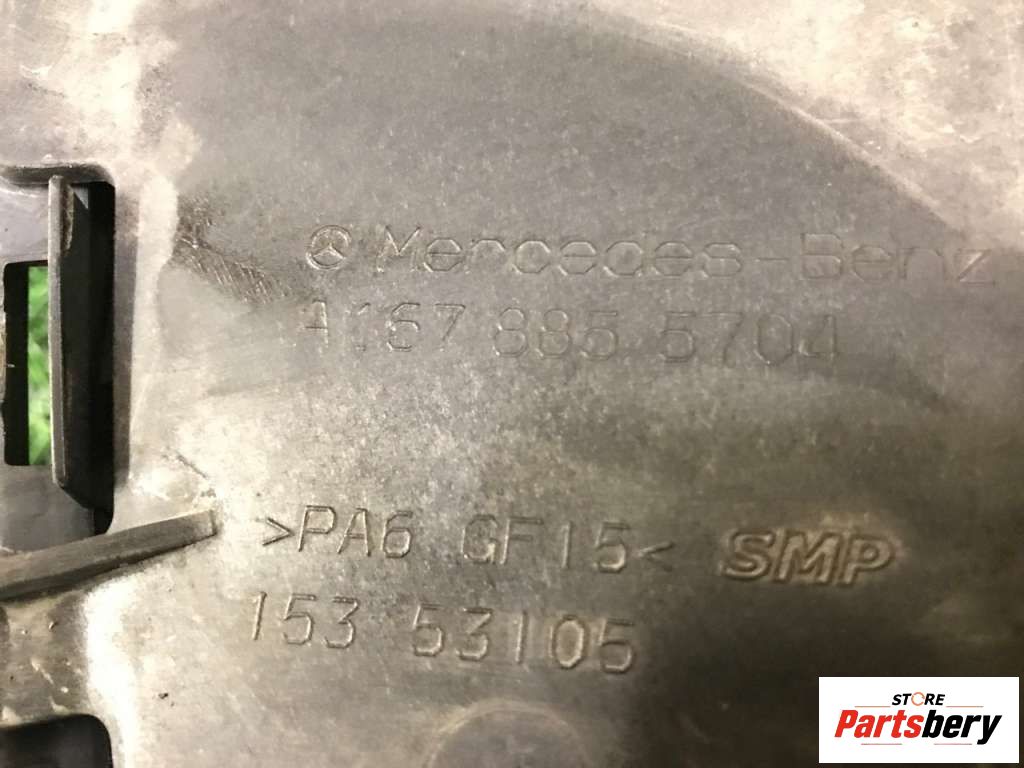 Mercedes-Benz
A167 885 5704
>PA6 GF15< SMP
153 53105
STORE
Partsbery